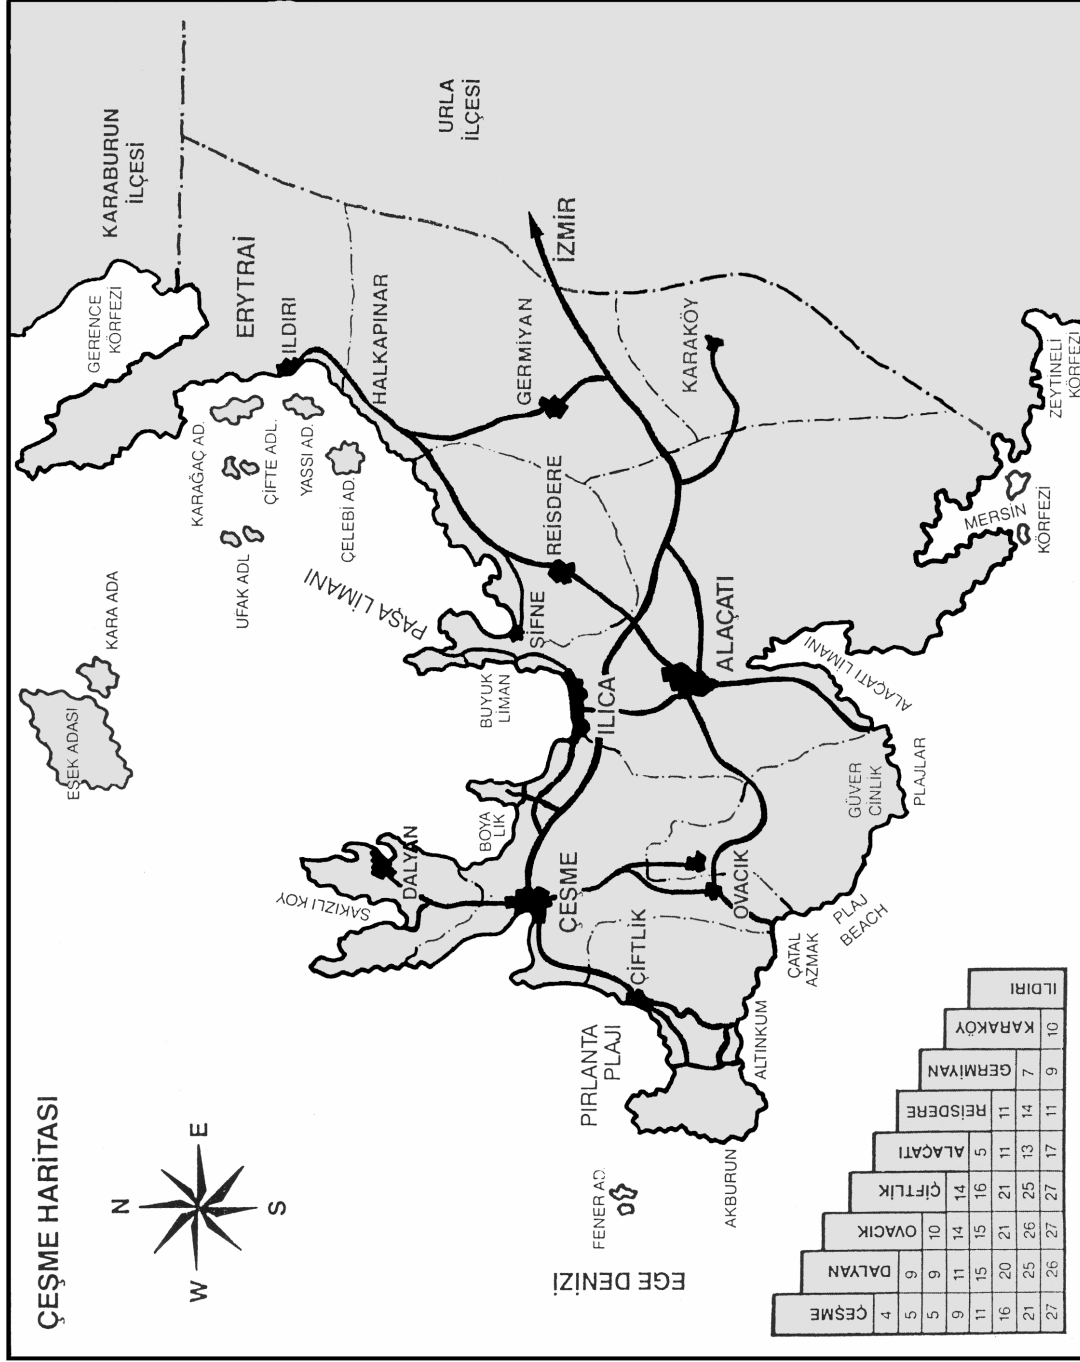 ÇEŞME HARİTASI
N
W
E
S
KARABURUN
İLÇESİ
URLA
İLÇESİ
GERENCE
KÖRFEZİ
ERYTRAİ
ILDIRI
KARAĞAÇ AD.
ÇİFTE ADL.
YASSI AD.
UFAK ADL
ÇELEBİ AD.
EŞEK ADASI
KARA ADA
PAŞA LİMANI
HALKAPINAR
GERMİYAN
İZMİR
KARAKÖY
REİSDERE
ŞİFNE
BÜYÜK
LİMAN
ILICA
ALAÇATI
BOYA
LIK
DALYAN
SAKIZLI KÖY
ÇEŞME
ÇİFTLİK
OVACIK
PIRLANTA
PLAJI
FENER AD.
EGE DENİZİ
AKBURUN
ALTINKUM
ÇATAL
AZMAK
PLAJ
BEACH
GÜVER
CİNLİK
PLAJLAR
ALAÇATI LİMANI
MERSİN
KÖRFEZİ
ZEYTİNELİ
KÖRFEZİ
ÇEŞME
4 DALYAN
5 9 OVACIK
5 9 10 ÇİFTLİK
9 11 14 14 ALAÇATI
11 15 15 16 5 REİSDERE
16 20 21 21 11 11 GERMİYAN
21 25 26 25 13 14 7 KARAKÖY
27 26 27 27 17 11 9 10 ILDIRI